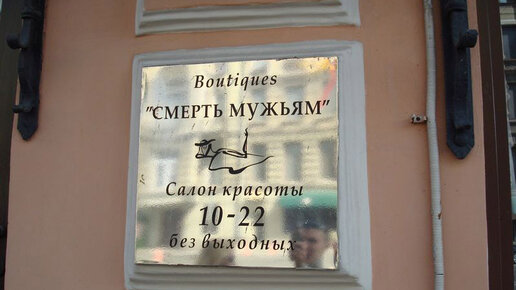 Boutiques
"СМЕРТЬ МУЖЬЯМ"
Салон красоты
10-22
без выходных